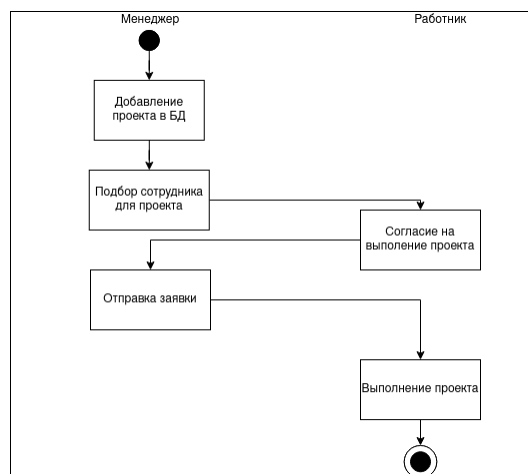 Менеджер
Работник
Добавление
проекта в БД
Подбор сотрудника
для проекта
Согласие на
выполение проекта
Отправка заявки
Выполнение проекта